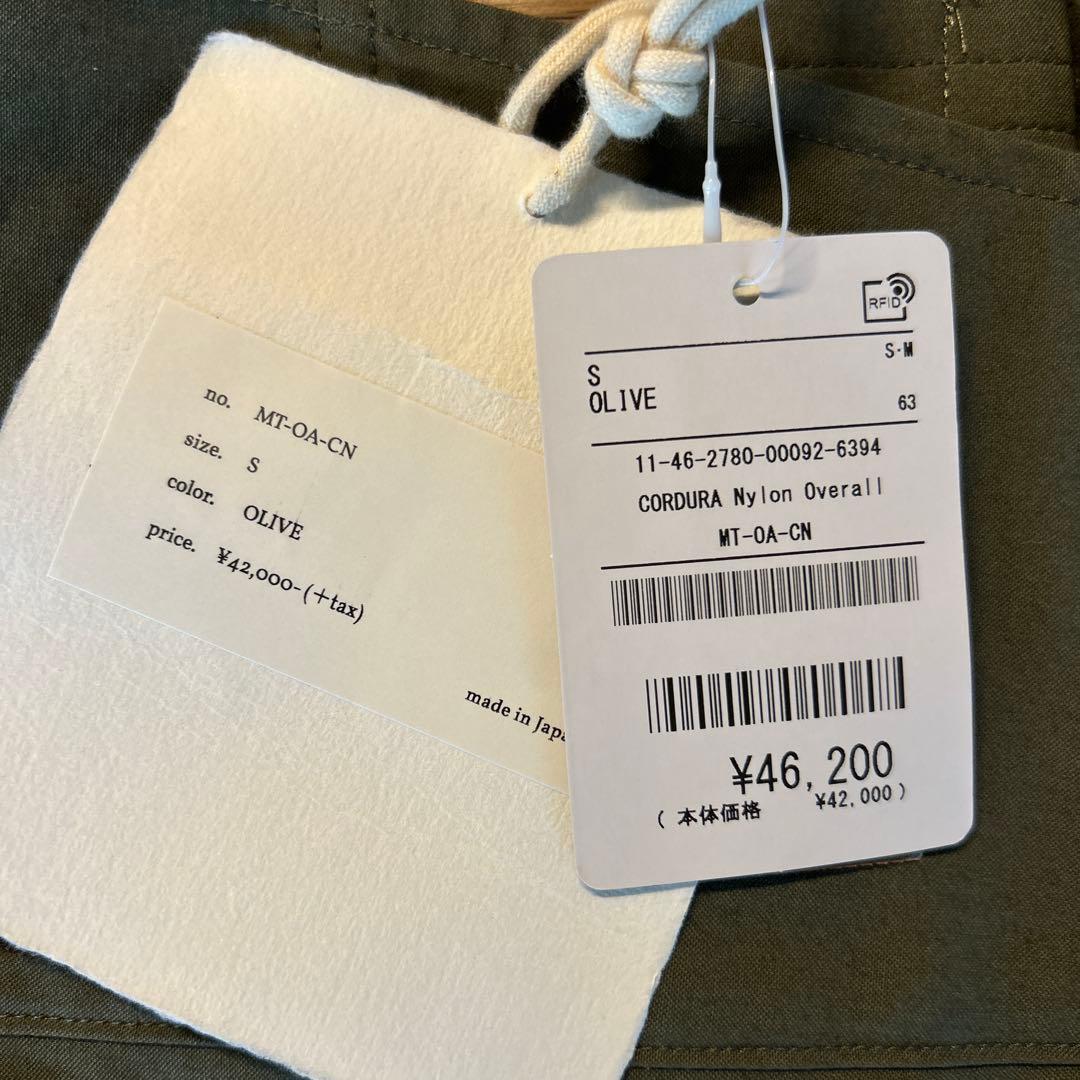 no. MT-OA-CN
size. S
color. OLIVE
price. ¥42,000-(+tax)
made in
RFID
S·M
S
OLIVE 63
11-46-2780-00092-6394
CORDURA Nylon Overall
MT-OA-CN
¥46,200
( 本体価格 ¥42,000 )